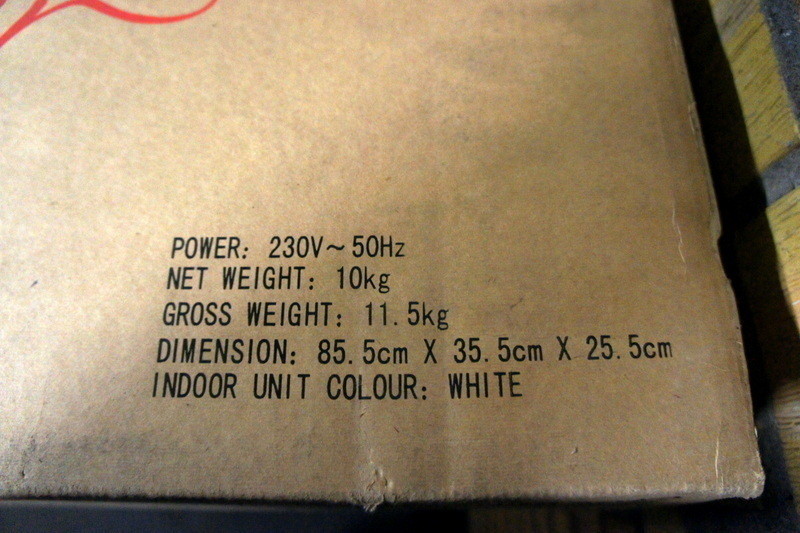 POWER: 230V~50Hz
NET WEIGHT: 10kg
GROSS WEIGHT: 11.5kg
DIMENSION: 85.5cm X 35.5cm X 25.5cm
INDOOR UNIT COLOUR: WHITE